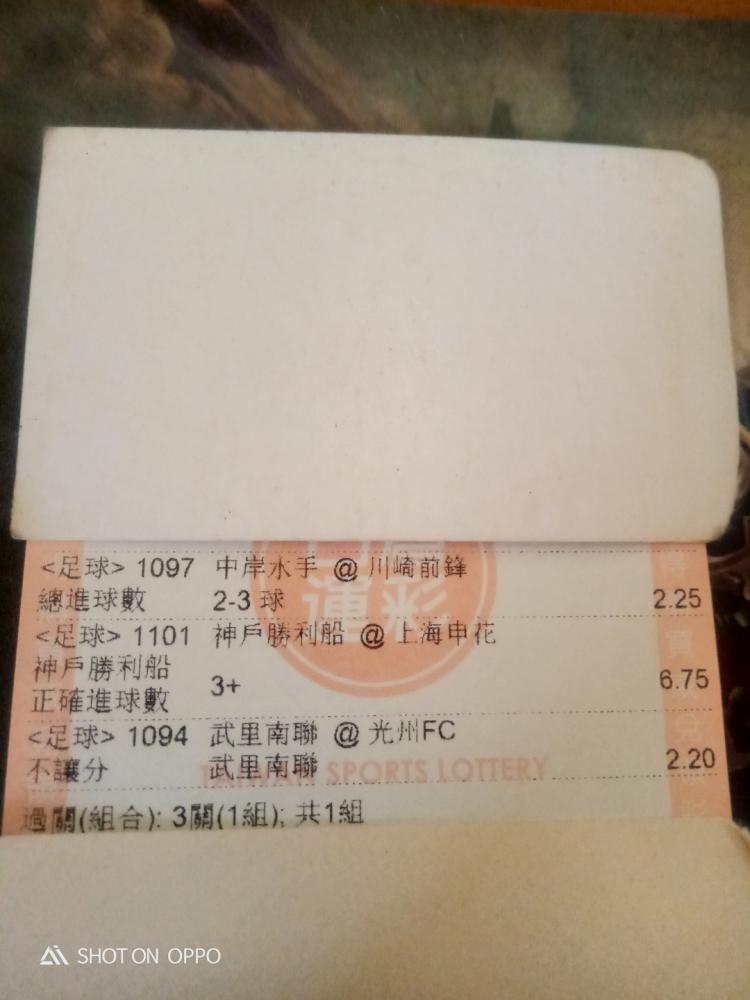 <足球> 1097 中岸水手 @ 川崎前鋒
總進球數 2-3 球 2.25
<足球> 1101 神戶勝利船 @ 上海申花
神戶勝利船
正確進球數 3+ 6.75
<足球> 1094 武里南聯 @ 光州FC
不讓分 武里南聯 2.20
TAIWAN SPORTS LOTTERY
過關(組合): 3關(1組); 共1組
運彩
SHOT ON OPPO